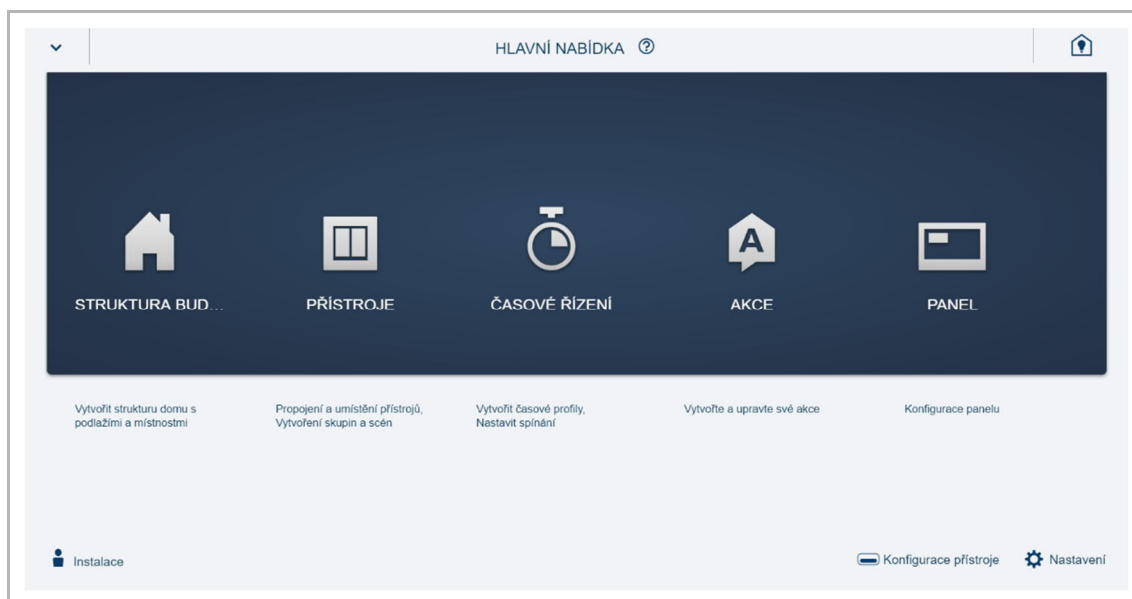 HLAVNÍ NABÍDKA
STRUKTURA BUD...
PŘÍSTROJE
ČASOVÉ ŘÍZENÍ
AKCE
PANEL
Vytvořit strukturu domu s
podlažími a místnostmi
Propojení a umístění přístrojů,
Vytvoření skupin a scén
Vytvořit časové profily,
Nastavit spínání
Vytvořte a upravte své akce
Konfigurace panelu
Instalace
Konfigurace přístroje
Nastavení